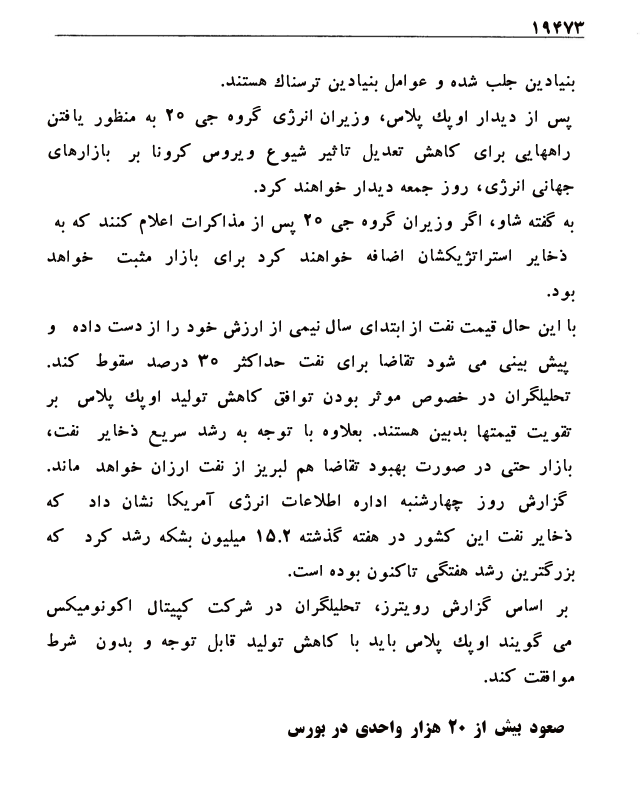 ۱۹۴۷۳
بنیادین جلب شده و عوامل بنیادین ترسناك هستند.
پس از دیدار اوپك پلاس، وزیران انرژی گروه جی ۲۰ به منظور یافتن
راههایی برای کاهش تعدیل تاثیر شیوع ویروس کرونا بر بازارهای
جهانی انرژی، روز جمعه دیدار خواهند کرد.
به گفته شاو، اگر وزیران گروه جی ۲۰ پس از مذاکرات اعلام کنند که به
ذخایر استراتژیکشان اضافه خواهند کرد برای بازار مثبت خواهد
بود.
با این حال قیمت نفت از ابتدای سال نیمی از ارزش خود را از دست داده و
پیش بینی می شود تقاضا برای نفت حداکثر ۳۰ درصد سقوط کند.
تحلیلگران در خصوص موثر بودن توافق کاهش تولید اوپك پلاس بر
تقویت قیمتها بدبین هستند. بعلاوه با توجه به رشد سریع ذخایر نفت،
بازار حتی در صورت بهبود تقاضا هم لبریز از نفت ارزان خواهد ماند.
گزارش روز چهارشنبه اداره اطلاعات انرژی آمریکا نشان داد که
ذخایر نفت این کشور در هفته گذشته ۱۵.۲ میلیون بشکه رشد کرد که
بزرگترین رشد هفتگی تاکنون بوده است.
بر اساس گزارش رویترز، تحلیلگران در شرکت کپیتال اکونومیکس
می گویند اوپك پلاس باید با کاهش تولید قابل توجه و بدون شرط
موافقت کند.
صعود بیش از ۲۰ هزار واحدی در بورس